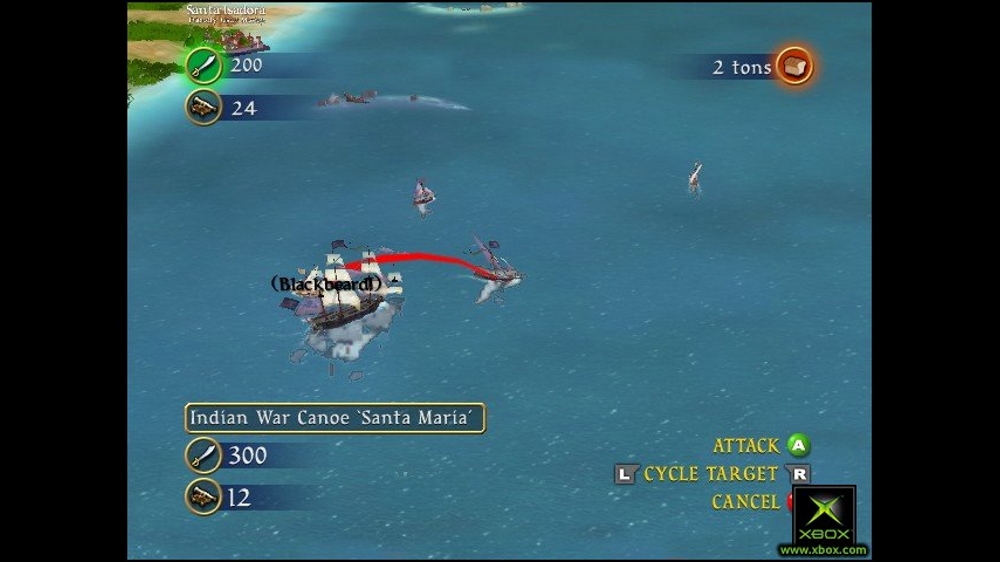 Santa Isadora
200
2 tons
24
(Blackbeard!)
Indian War Canoe 'Santa Maria'
300
ATTACK A
L CYCLE TARGET R
12
CANCEL
XBOX
www.xbox.com